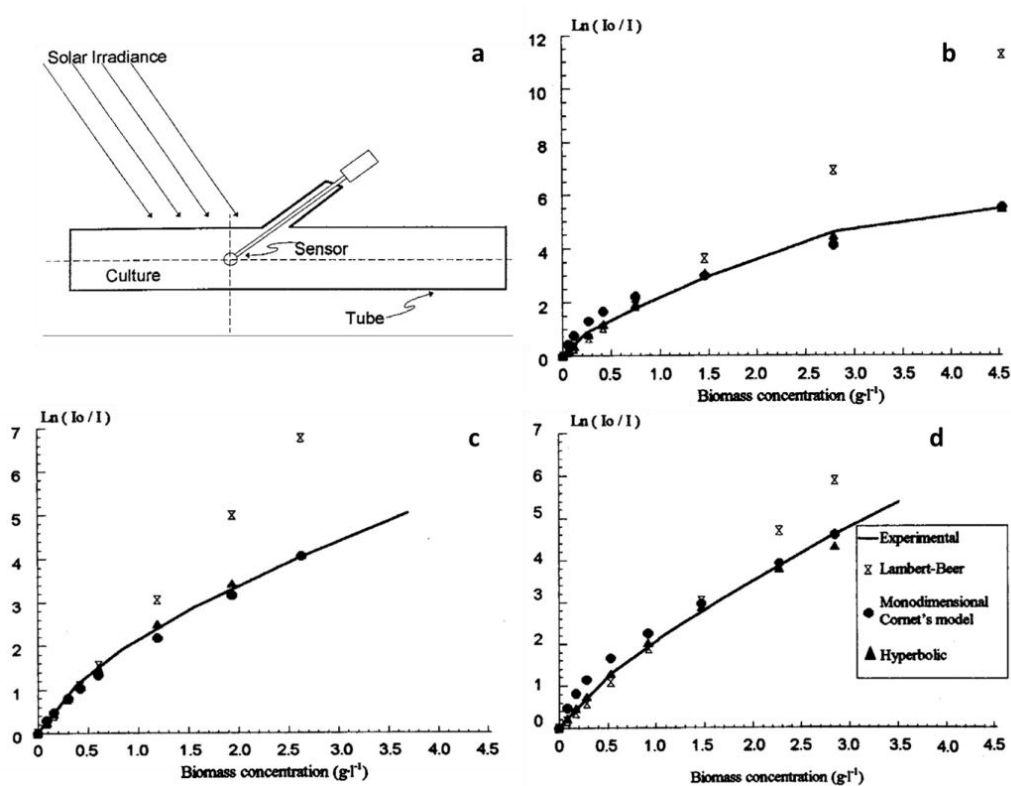 a
Solar Irradiance
Sensor
Culture
Tube
Ln ( Io / I )
b
12
10
8
6
4
2
0
0 0.5 1.0 1.5 2.0 2.5 3.0 3.5 4.0 4.5
Biomass concentration (g·l⁻¹)
Ln ( Io / I )
c
7
6
5
4
3
2
1
0
0 0.5 1.0 1.5 2.0 2.5 3.0 3.5 4.0 4.5
Biomass concentration (g·l⁻¹)
Ln ( Io / I )
d
7
6
5
4
3
2
1
0
0 0.5 1.0 1.5 2.0 2.5 3.0 3.5 4.0 4.5
Biomass concentration (g·l⁻¹)
Experimental
Lambert-Beer
Monodimensional
Cornet's model
Hyperbolic